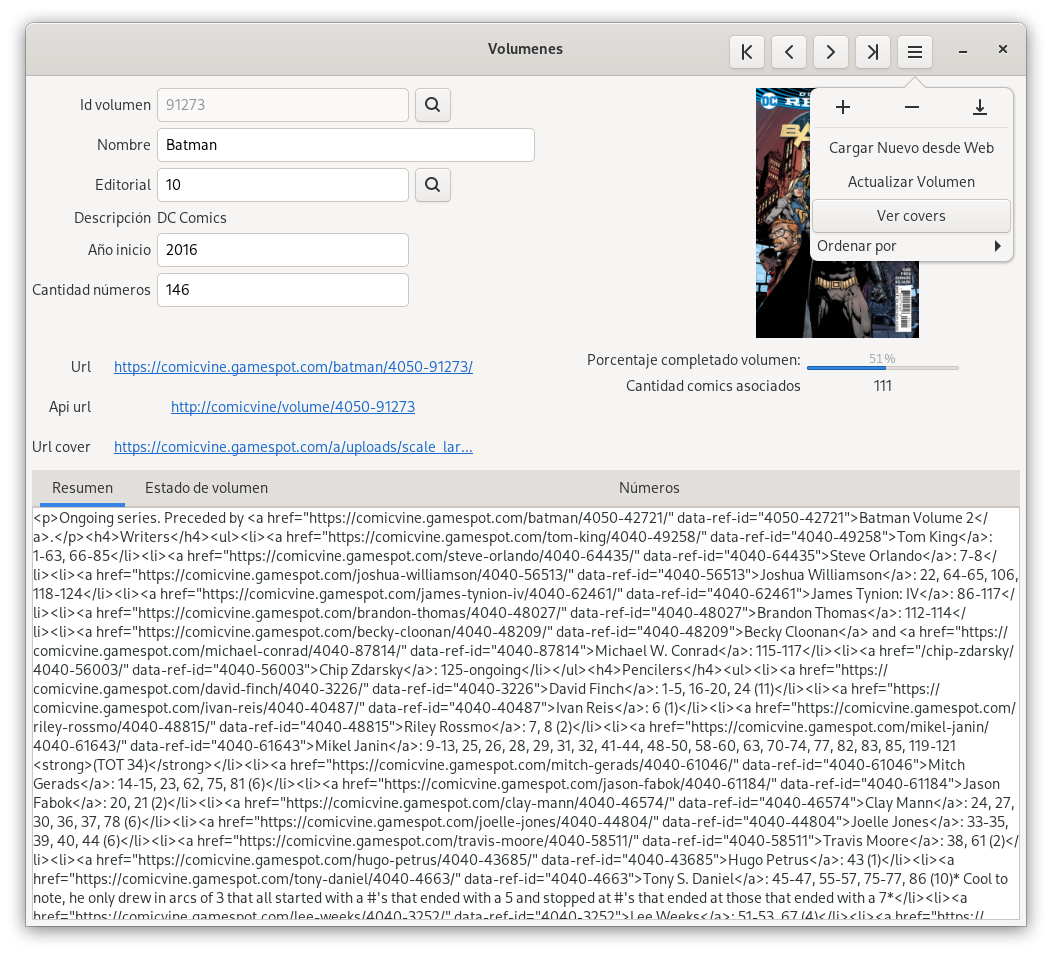 Volumenes
Id volumen 91273
Nombre Batman
Editorial 10
Descripción DC Comics
Año inicio 2016
Cantidad números 146
DC
Cargar Nuevo desde Web
Actualizar Volumen
Ver covers
Ordenar por
Url https://comicvine.gamespot.com/batman/4050-91273/
Api url http://comicvine/volume/4050-91273
Url cover https://comicvine.gamespot.com/a/uploads/scale_lar...
Porcentaje completado volumen: 51%
Cantidad comics asociados 111
Resumen Estado de volumen Números
<p>Ongoing series. Preceded by <a href="https://comicvine.gamespot.com/batman/4050-42721/" data-ref-id="4050-42721">Batman Volume 2</
a>.</p><h4>Writers</h4><ul><li><a href="https://comicvine.gamespot.com/tom-king/4040-49258/" data-ref-id="4040-49258">Tom King</a>:
1-63, 66-85</li><li><a href="https://comicvine.gamespot.com/steve-orlando/4040-64435/" data-ref-id="4040-64435">Steve Orlando</a>: 7-8</
li><li><a href="https://comicvine.gamespot.com/joshua-williamson/4040-56513/" data-ref-id="4040-56513">Joshua Williamson</a>: 22, 64-65, 106,
118-124</li><li><a href="https://comicvine.gamespot.com/james-tynion-iv/4040-62461/" data-ref-id="4040-62461">James Tynion: IV</a>: 86-117</
li><li><a href="https://comicvine.gamespot.com/brandon-thomas/4040-48027/" data-ref-id="4040-48027">Brandon Thomas</a>: 112-114</
li><li><a href="https://comicvine.gamespot.com/becky-cloonan/4040-48209/" data-ref-id="4040-48209">Becky Cloonan</a> and <a href="https://
comicvine.gamespot.com/michael-conrad/4040-87814/" data-ref-id="4040-87814">Michael W. Conrad</a>: 115-117</li><li><a href="/chip-zdarsky/
4040-56003/" data-ref-id="4040-56003">Chip Zdarsky</a>: 125-ongoing</li></ul><h4>Pencilers</h4><ul><li><a href="https://
comicvine.gamespot.com/david-finch/4040-3226/" data-ref-id="4040-3226">David Finch</a>: 1-5, 16-20, 24 (11)</li><li><a href="https://
comicvine.gamespot.com/ivan-reis/4040-40487/" data-ref-id="4040-40487">Ivan Reis</a>: 6 (1)</li><li><a href="https://comicvine.gamespot.com/
riley-rossmo/4040-48815/" data-ref-id="4040-48815">Riley Rossmo</a>: 7, 8 (2)</li><li><a href="https://comicvine.gamespot.com/mikel-janin/
4040-61643/" data-ref-id="4040-61643">Mikel Janin</a>: 9-13, 25, 26, 28, 29, 31, 32, 41-44, 48-50, 58-60, 63, 70-74, 77, 82, 83, 85, 119-121
<strong>(TOT 34)</strong></li><li><a href="https://comicvine.gamespot.com/mitch-gerads/4040-61046/" data-ref-id="4040-61046">Mitch
Gerads</a>: 14-15, 23, 62, 75, 81 (6)</li><li><a href="https://comicvine.gamespot.com/jason-fabok/4040-61184/" data-ref-id="4040-61184">Jason
Fabok</a>: 20, 21 (2)</li><li><a href="https://comicvine.gamespot.com/clay-mann/4040-46574/" data-ref-id="4040-46574">Clay Mann</a>: 24, 27,
30, 36, 37, 78 (6)</li><li><a href="https://comicvine.gamespot.com/joelle-jones/4040-44804/" data-ref-id="4040-44804">Joelle Jones</a>: 33-35,
39, 40, 44 (6)</li><li><a href="https://comicvine.gamespot.com/travis-moore/4040-58511/" data-ref-id="4040-58511">Travis Moore</a>: 38, 61 (2)</
li><li><a href="https://comicvine.gamespot.com/hugo-petrus/4040-43685/" data-ref-id="4040-43685">Hugo Petrus</a>: 43 (1)</li><li><a
href="https://comicvine.gamespot.com/tony-daniel/4040-4663/" data-ref-id="4040-4663">Tony S. Daniel</a>: 45-47, 55-57, 75-77, 86 (10)* Cool to
note, he only drew in arcs of 3 that all started with a #'s that ended with a 5 and stopped at #'s that ended at those that ended with a 7*</li><li><a
href="https://comicvine.gamespot.com/lee-weeks/4040-3252/" data-ref-id="4040-3252">Lee Weeks</a>: 51-53, 67 (4)</li><li><a href="https://